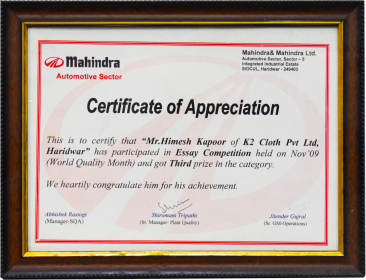 Mahindra
Automotive Sector
Mahindra& Mahindra Ltd.
Automotive Sector, Sector - 5
Integrated Industrial Estate
SIDCUL, Haridwar - 249403
Certificate of Appreciation
This is to certify that “Mr.Himesh Kapoor of K2 Cloth Pvt Ltd,
Haridwar” has participated in Essay Competition held on Nov’09
(World Quality Month) and got Third prize in the category.
We heartily congratulate him for his achievement.
Abhishek Rastogi
(Manager-SQA)
Shiromani Tripathi
(Sr. Manager- Plant Quality)
Jitender Gujral
(Sr. GM-Operations)